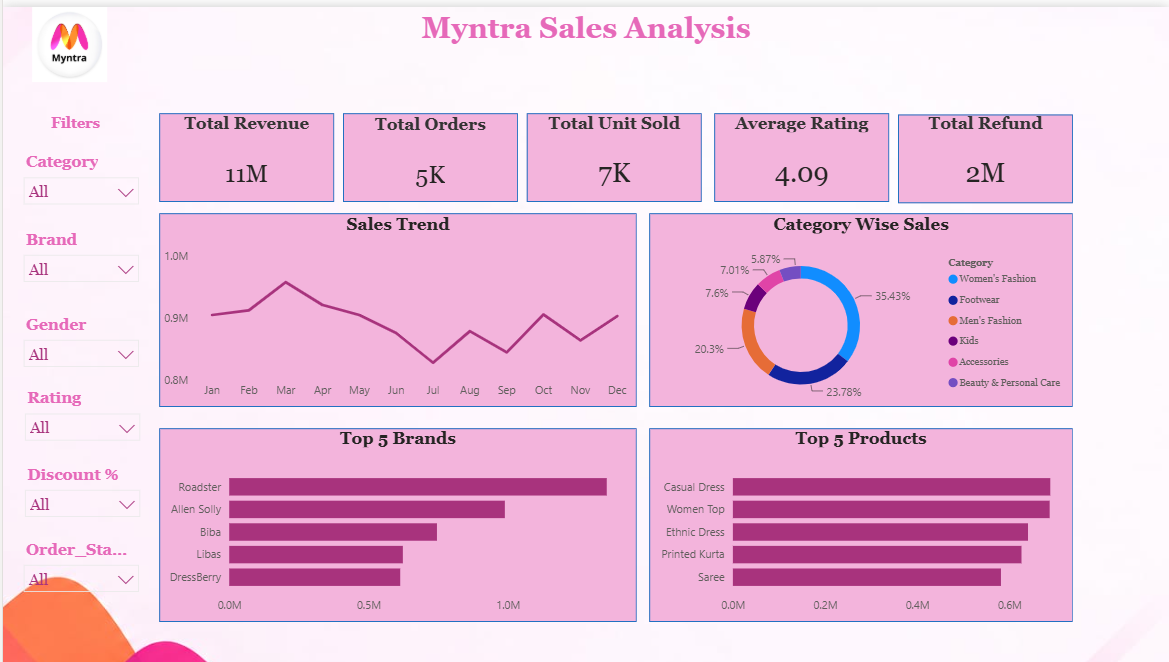 Myntra Sales Analysis
Myntra
Filters
Category
All
Brand
All
Gender
All
Rating
All
Discount %
All
Order_Sta...
All
Total Revenue
11M
Total Orders
5K
Total Unit Sold
7K
Average Rating
4.09
Total Refund
2M
Sales Trend
1.0M
0.9M
0.8M
Jan Feb Mar Apr May Jun Jul Aug Sep Oct Nov Dec
Category Wise Sales
5.87%
7.01%
7.6%
20.3%
35.43%
23.78%
Category
Women's Fashion
Footwear
Men's Fashion
Kids
Accessories
Beauty & Personal Care
Top 5 Brands
Roadster
Allen Solly
Biba
Libas
DressBerry
0.0M 0.5M 1.0M
Top 5 Products
Casual Dress
Women Top
Ethnic Dress
Printed Kurta
Saree
0.0M 0.2M 0.4M 0.6M